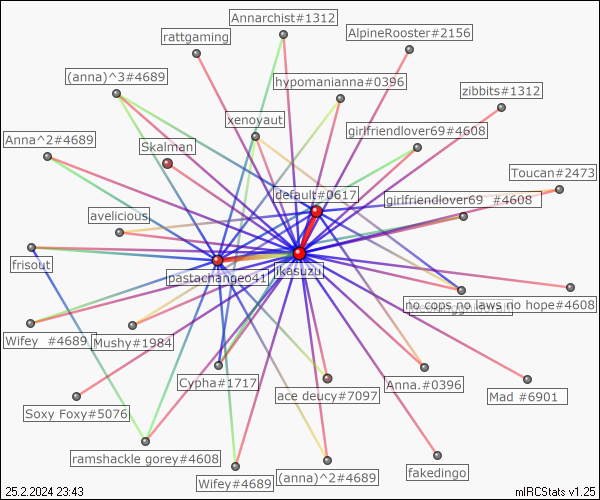 Annarchist#1312
AlpineRooster#2156
rattgaming
(anna)^3#4689
hypomanianna#0396
zibbits#1312
xenoyaut
girlfriendlover69#4608
Anna^2#4689
Skalman
Toucan#2473
default#0617
girlfriendlover69 #4608
avelicious
frisout
pastachangeo41
ikasuzu
no cops no laws no hope#4608
Wifey #4689
Mushy#1984
Cypha#1717
ace deucy#7097
Anna.#0396
Mad #6901
Soxy Foxy#5076
ramshackle gorey#4608
Wifey#4689
(anna)^2#4689
fakedingo
25.2.2024 23:43
mIRCStats v1.25